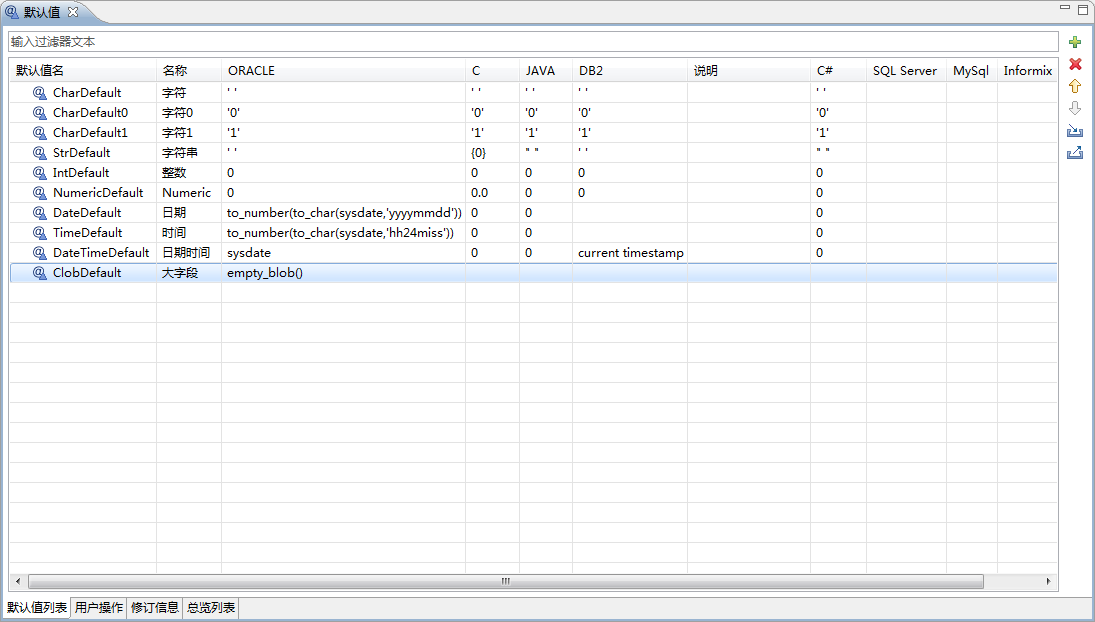 默认值
输入过滤器文本
默认值名 名称 ORACLE C JAVA DB2 说明 C# SQL Server MySql Informix
CharDefault 字符 ' ' ' ' ' ' ' ' ' '
CharDefault0 字符0 '0' '0' '0' '0' '0'
CharDefault1 字符1 '1' '1' '1' '1' '1'
StrDefault 字符串 ' ' {0} " " ' ' " "
IntDefault 整数 0 0 0 0 0
NumericDefault Numeric 0 0.0 0 0 0
DateDefault 日期 to_number(to_char(sysdate,'yyyymmdd')) 0 0 0
TimeDefault 时间 to_number(to_char(sysdate,'hh24miss')) 0 0 0
DateTimeDefault 日期时间 sysdate 0 0 current timestamp 0
ClobDefault 大字段 empty_blob()
默认值列表 用户操作 修订信息 总览列表